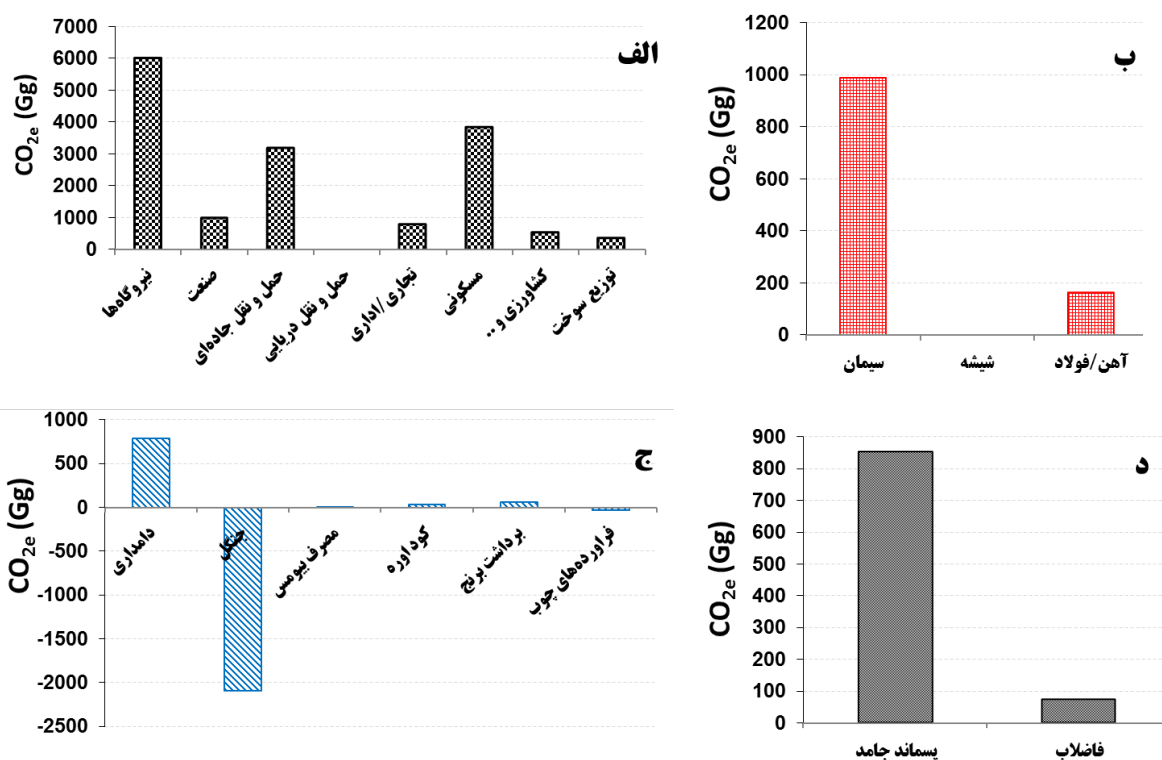 الف
CO2e (Gg)
7000
6000
5000
4000
3000
2000
1000
0
نیروگاه‌ها
صنعت
حمل و نقل جاده‌ای
حمل و نقل دریایی
تجاری/اداری
مسکونی
کشاورزی و ..
توزیع سوخت
ب
CO2e (Gg)
1200
1000
800
600
400
200
0
سیمان
شیشه
آهن/فولاد
ج
CO2e (Gg)
1000
500
0
-500
-1000
-1500
-2000
-2500
دامداری
جنگل
مصرف بیومس
کود اوره
برداشت برنج
فراورده‌های چوب
د
CO2e (Gg)
900
800
700
600
500
400
300
200
100
0
پسماند جامد
فاضلاب